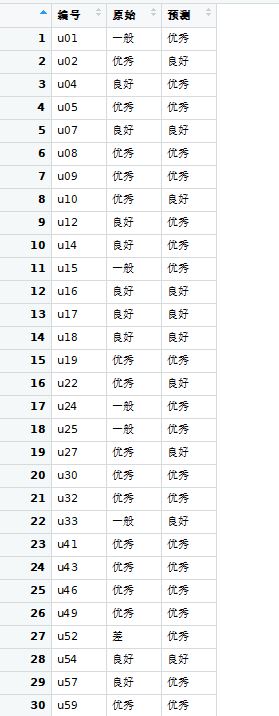 编号 原始 预测
1 u01 一般 优秀
2 u02 优秀 良好
3 u04 良好 优秀
4 u05 优秀 优秀
5 u07 良好 良好
6 u08 优秀 优秀
7 u09 优秀 优秀
8 u10 优秀 良好
9 u12 良好 优秀
10 u14 良好 优秀
11 u15 一般 优秀
12 u16 良好 良好
13 u17 良好 良好
14 u18 良好 良好
15 u19 优秀 优秀
16 u22 优秀 良好
17 u24 一般 优秀
18 u25 一般 优秀
19 u27 优秀 良好
20 u30 优秀 优秀
21 u32 优秀 优秀
22 u33 一般 良好
23 u41 优秀 优秀
24 u43 优秀 优秀
25 u46 优秀 优秀
26 u49 优秀 优秀
27 u52 差 优秀
28 u54 良好 良好
29 u57 良好 优秀
30 u59 优秀 优秀